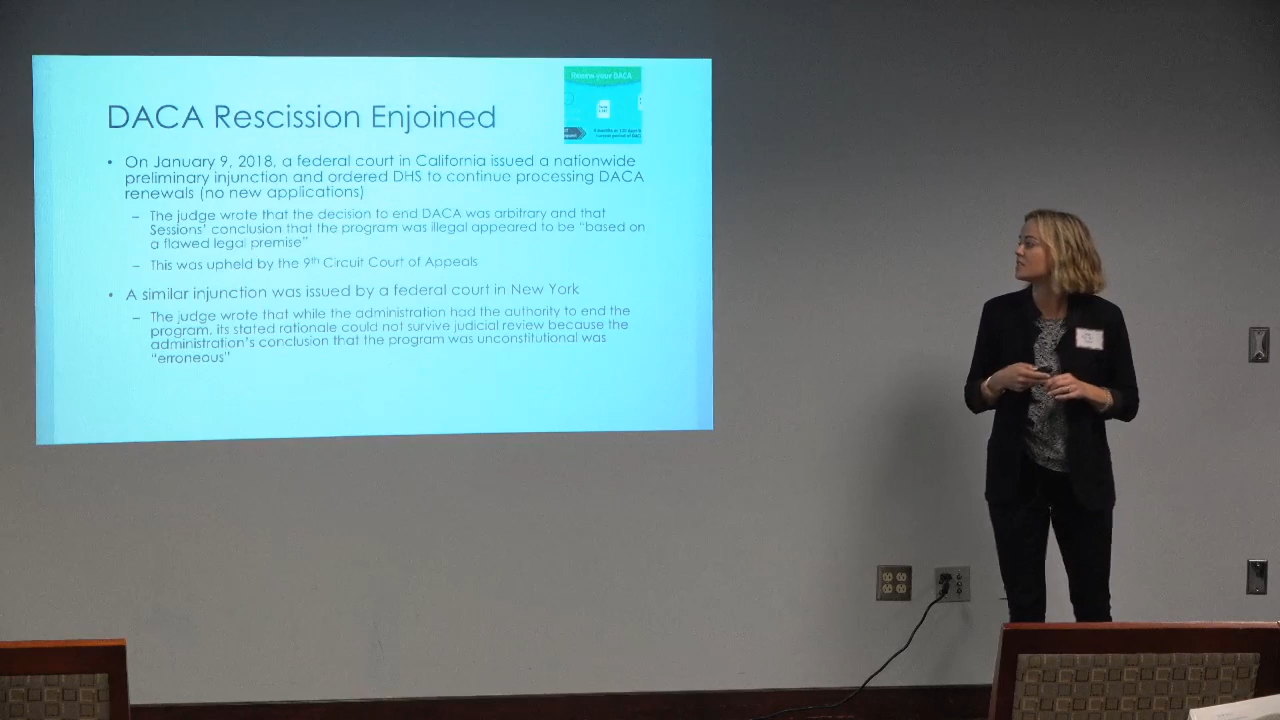 DACA Rescission Enjoined
Renew your DACA
• On January 9, 2018, a federal court in California issued a nationwide
preliminary injunction and ordered DHS to continue processing DACA
renewals (no new applications)
– The judge wrote that the decision to end DACA was arbitrary and that
Sessions' conclusion that the program was illegal appeared to be "based on
a flawed legal premise"
– This was upheld by the 9th Circuit Court of Appeals
• A similar injunction was issued by a federal court in New York
– The judge wrote that while the administration had the authority to end the
program, its stated rationale could not survive judicial review because the
administration's conclusion that the program was unconstitutional was
"erroneous"